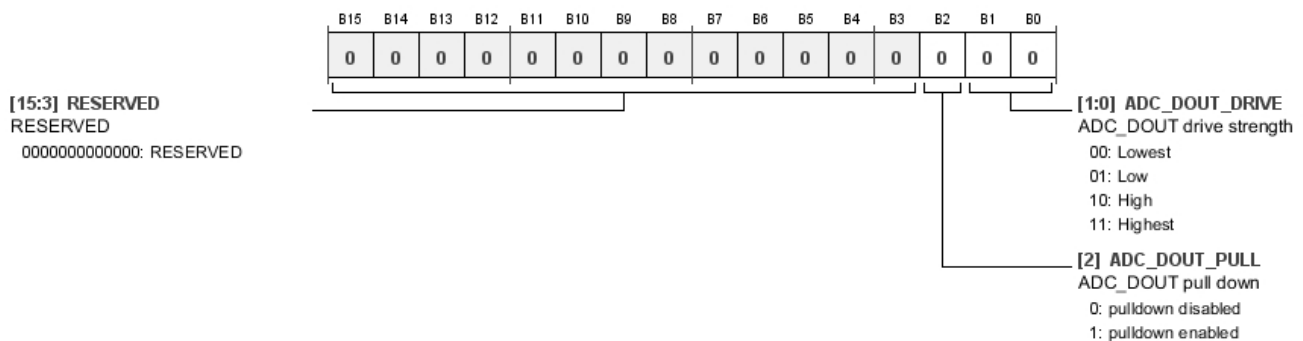 B15 B14 B13 B12 B11 B10 B9 B8 B7 B6 B5 B4 B3 B2 B1 B0
0 0 0 0 0 0 0 0 0 0 0 0 0 0 0 0
[15:3] RESERVED
RESERVED
0000000000000: RESERVED
[1:0] ADC_DOUT_DRIVE
ADC_DOUT drive strength
00: Lowest
01: Low
10: High
11: Highest
[2] ADC_DOUT_PULL
ADC_DOUT pull down
0: pulldown disabled
1: pulldown enabled